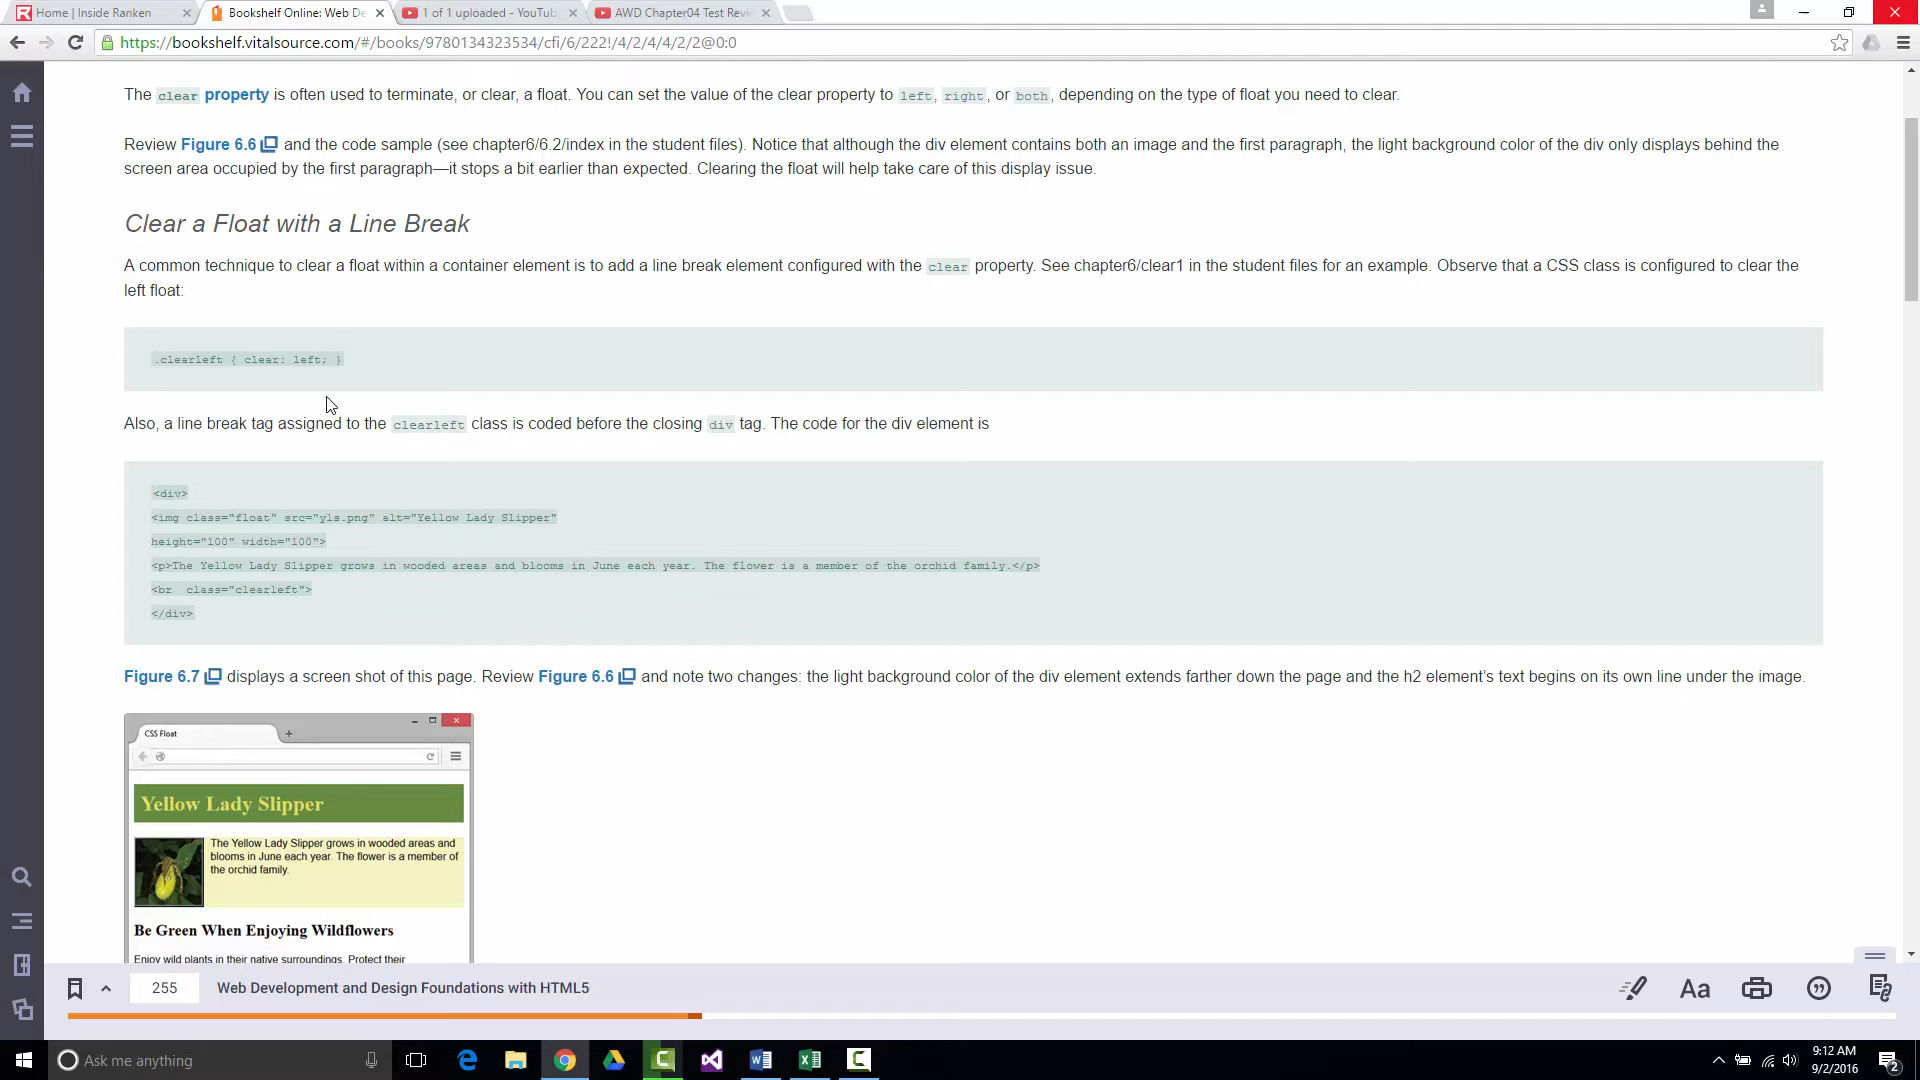 Home | Inside Ranken
Bookshelf Online: Web De
1 of 1 uploaded - YouTub
AWD Chapter04 Test Revi
https://bookshelf.vitalsource.com/#/books/9780134323534/cfi/6/222!/4/2/4/4/2/2@0:0
The clear property is often used to terminate, or clear, a float. You can set the value of the clear property to left, right, or both, depending on the type of float you need to clear.
Review Figure 6.6 and the code sample (see chapter6/6.2/index in the student files). Notice that although the div element contains both an image and the first paragraph, the light background color of the div only displays behind the
screen area occupied by the first paragraph—it stops a bit earlier than expected. Clearing the float will help take care of this display issue.
Clear a Float with a Line Break
A common technique to clear a float within a container element is to add a line break element configured with the clear property. See chapter6/clear1 in the student files for an example. Observe that a CSS class is configured to clear the
left float:
.clearleft { clear: left; }
Also, a line break tag assigned to the clearleft class is coded before the closing div tag. The code for the div element is
<div>
<img class="float" src="yls.png" alt="Yellow Lady Slipper"
height="100" width="100">
<p>The Yellow Lady Slipper grows in wooded areas and blooms in June each year. The flower is a member of the orchid family.</p>
<br  class="clearleft">
</div>
Figure 6.7 displays a screen shot of this page. Review Figure 6.6 and note two changes: the light background color of the div element extends farther down the page and the h2 element's text begins on its own line under the image.
CSS Float
Yellow Lady Slipper
The Yellow Lady Slipper grows in wooded areas and
blooms in June each year. The flower is a member of
the orchid family.
Be Green When Enjoying Wildflowers
Enjoy wild plants in their native surroundings. Protect their
255
Web Development and Design Foundations with HTML5
Aa
Ask me anything
9:12 AM
9/2/2016
2